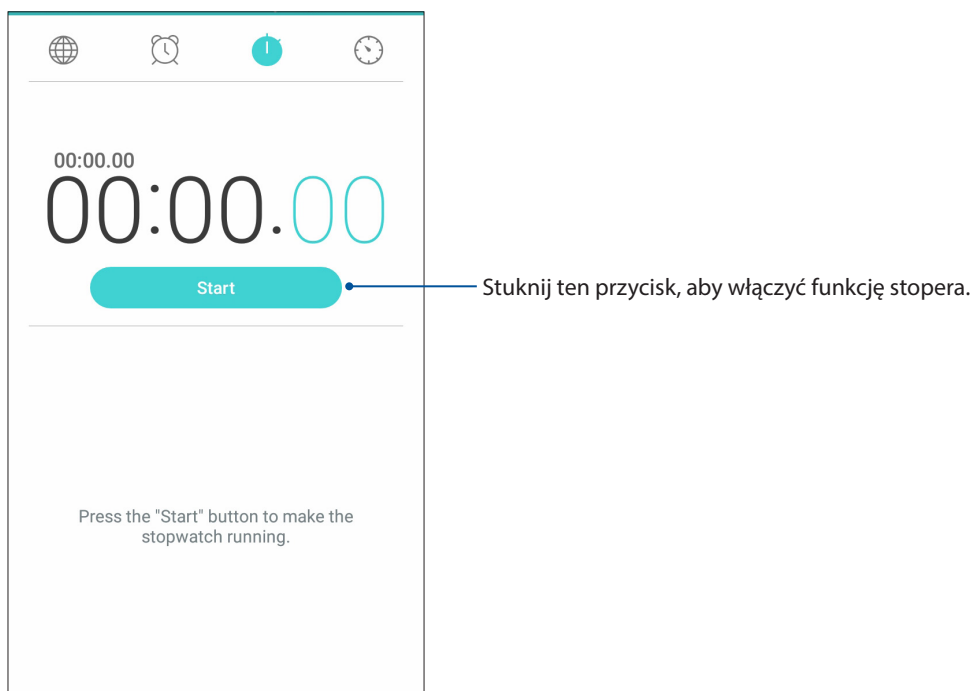 00:00.00
00:00.00
Start
Stuknij ten przycisk, aby włączyć funkcję stopera.
Press the "Start" button to make the
stopwatch running.